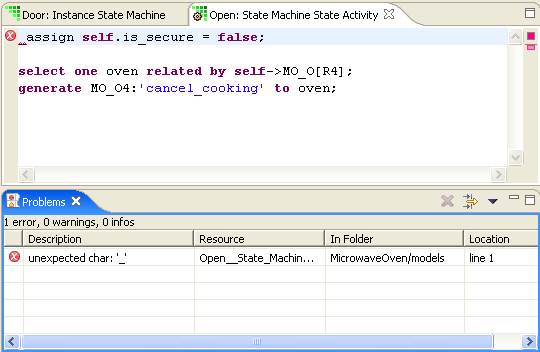 Door: Instance State Machine
Open: State Machine State Activity
_assign self.is_secure = false;
select one oven related by self->MO_O[R4];
generate MO_O4:'cancel_cooking' to oven;
Problems
1 error, 0 warnings, 0 infos
Description Resource In Folder Location
unexpected char: '_' Open__State_Machin... MicrowaveOven/models line 1